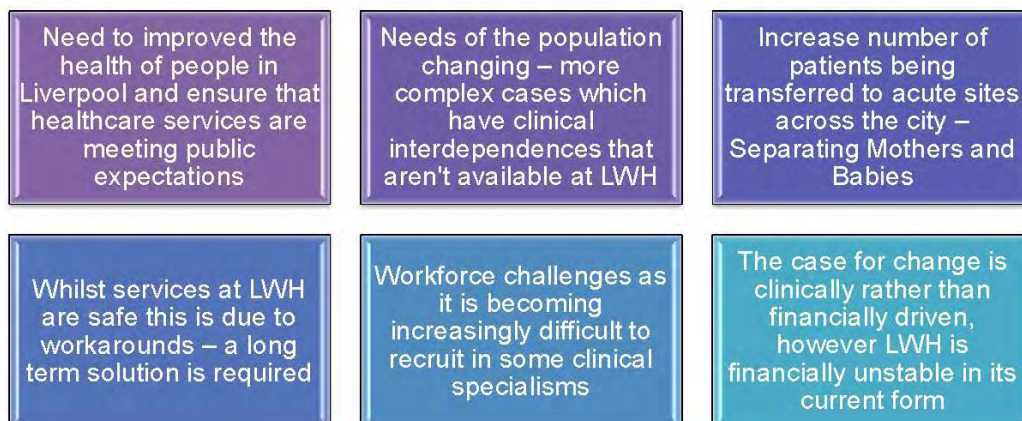 Need to improved the
health of people in
Liverpool and ensure that
healthcare services are
meeting public
expectations
Needs of the population
changing – more
complex cases which
have clinical
interdependences that
aren't available at LWH
Increase number of
patients being
transferred to acute sites
across the city –
Separating Mothers and
Babies
Whilst services at LWH
are safe this is due to
workarounds – a long
term solution is required
Workforce challenges as
it is becoming
increasingly difficult to
recruit in some clinical
specialisms
The case for change is
clinically rather than
financially driven,
however LWH is
financially unstable in its
current form